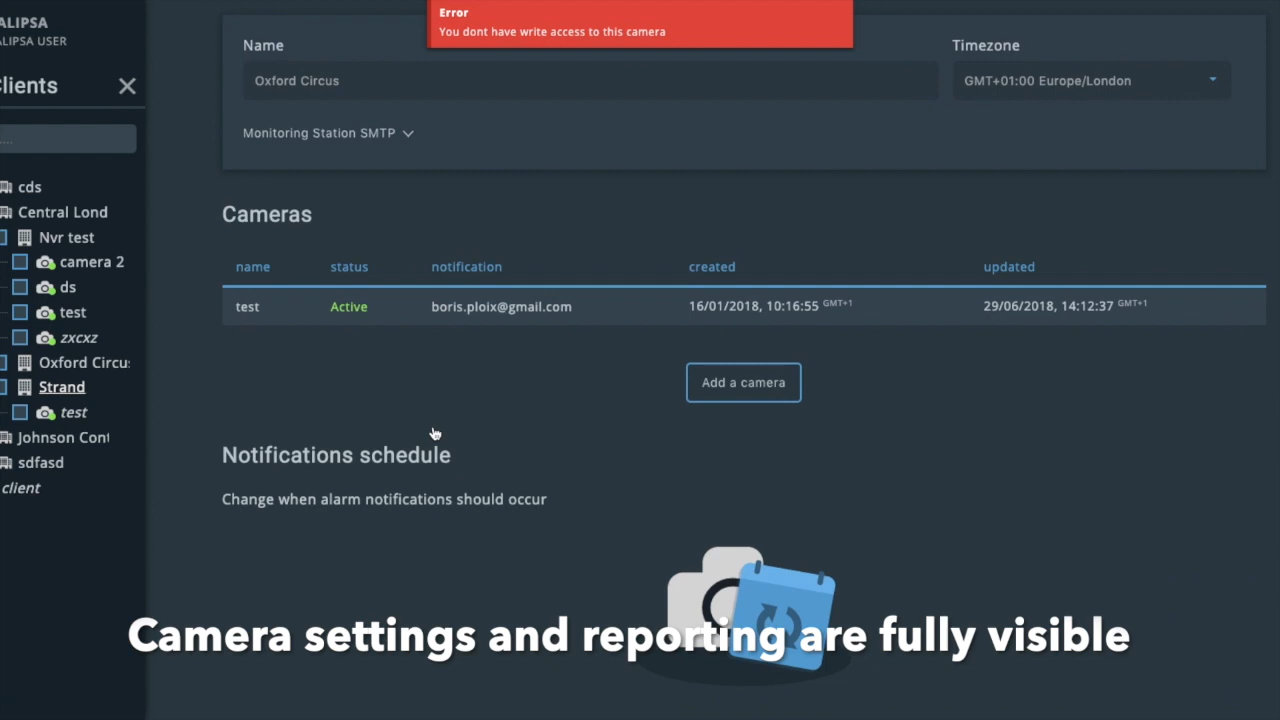 Error
You dont have write access to this camera
ALIPSA
ALIPSA USER
Clients
....
cds
Central Lond
Nvr test
camera 2
ds
test
zxcxz
Oxford Circu
Strand
test
Johnson Cont
sdfasd
client
Name
Timezone
Oxford Circus
GMT+01:00 Europe/London
Monitoring Station SMTP
Cameras
name status notification created updated
test Active boris.ploix@gmail.com 16/01/2018, 10:16:55 GMT+1 29/06/2018, 14:12:37 GMT+1
Add a camera
Notifications schedule
Change when alarm notifications should occur
Camera settings and reporting are fully visible